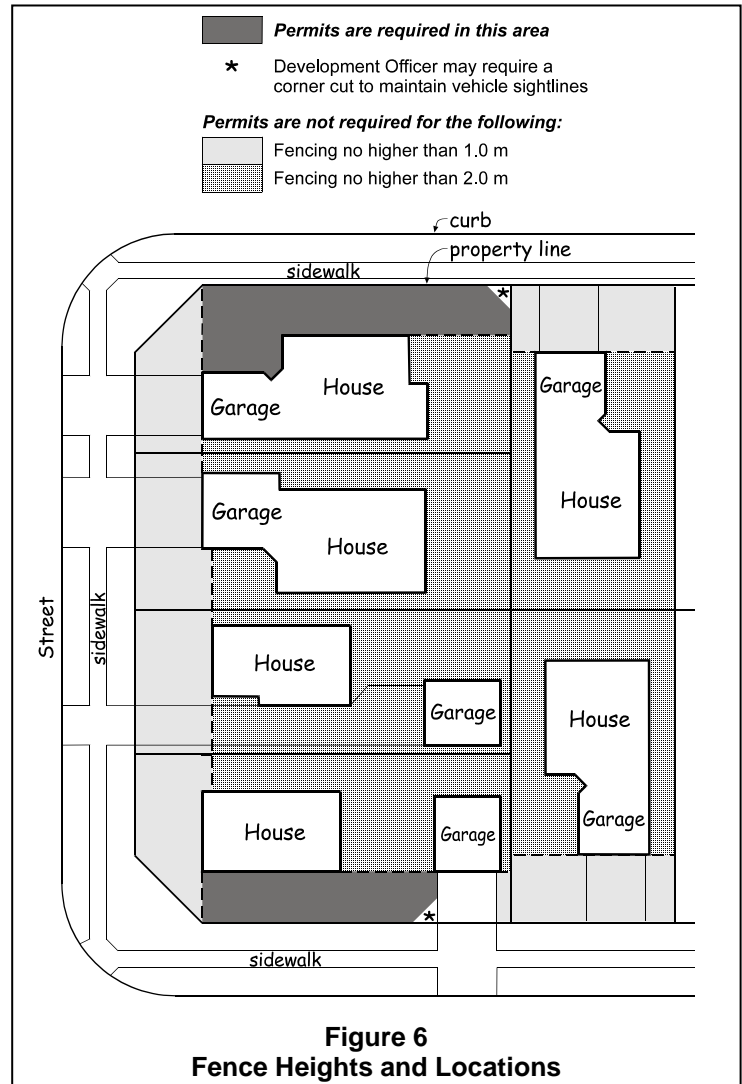 Permits are required in this area
* Development Officer may require a
corner cut to maintain vehicle sightlines
Permits are not required for the following:
Fencing no higher than 1.0 m
Fencing no higher than 2.0 m
curb
property line
sidewalk
*
House
Garage
Garage
House
Garage
House
Street
sidewalk
House
Garage
House
Garage
House
Garage
*
sidewalk
Figure 6
Fence Heights and Locations